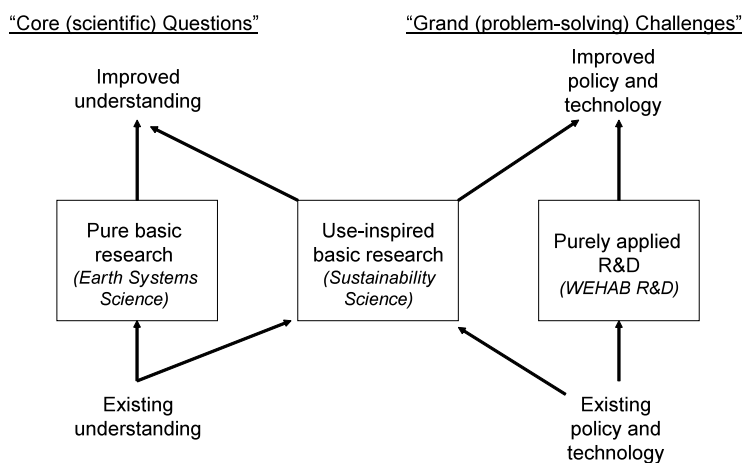 “Core (scientific) Questions”
“Grand (problem-solving) Challenges”
Improved
understanding
Improved
policy and
technology
Pure basic
research
(Earth Systems
Science)
Use-inspired
basic research
(Sustainability
Science)
Purely applied
R&D
(WEHAB R&D)
Existing
understanding
Existing
policy and
technology